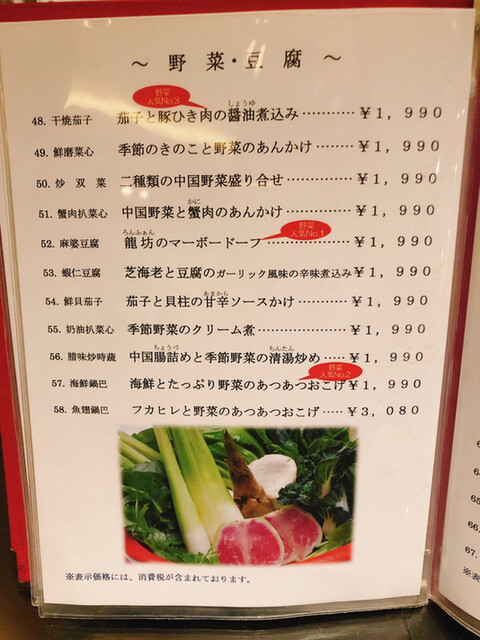 ～ 野 菜・豆 腐 ～
野菜
人気No.3
しょうゆ
48. 干焼茄子 茄子と豚ひき肉の醤油煮込み‥‥‥‥￥1,990
49. 鮮磨菜心 季節のきのこと野菜のあんかけ‥‥‥￥1,990
50. 炒 双 菜 二種類の中国野菜盛り合せ‥‥‥‥‥￥1,990
かに
51. 蟹肉扒菜心 中国野菜と蟹肉のあんかけ‥‥‥‥￥1,990
野菜
人気No.1
ろんふぁん
52. 麻婆豆腐 龍坊のマーボードーフ‥‥‥‥‥‥￥1,990
53. 蝦仁豆腐 芝海老と豆腐のガーリック風味の辛味煮込み￥1,990
あまから
54. 鮮貝茄子 茄子と貝柱の甘辛ソースかけ‥‥‥￥1,990
55. 奶油扒菜心 季節野菜のクリーム煮‥‥‥‥‥‥￥1,990
ちょうづ ちんたん
56. 腊味炒時蔬 中国腸詰めと季節野菜の清湯炒め‥‥￥1,990
野菜
人気No.2
57. 海鮮鍋巴 海鮮とたっぷり野菜のあつあつおこげ￥1,990
58. 魚翅鍋巴 フカヒレと野菜のあつあつおこげ‥‥￥3,080
※表示価格には、消費税が含まれております。
67.